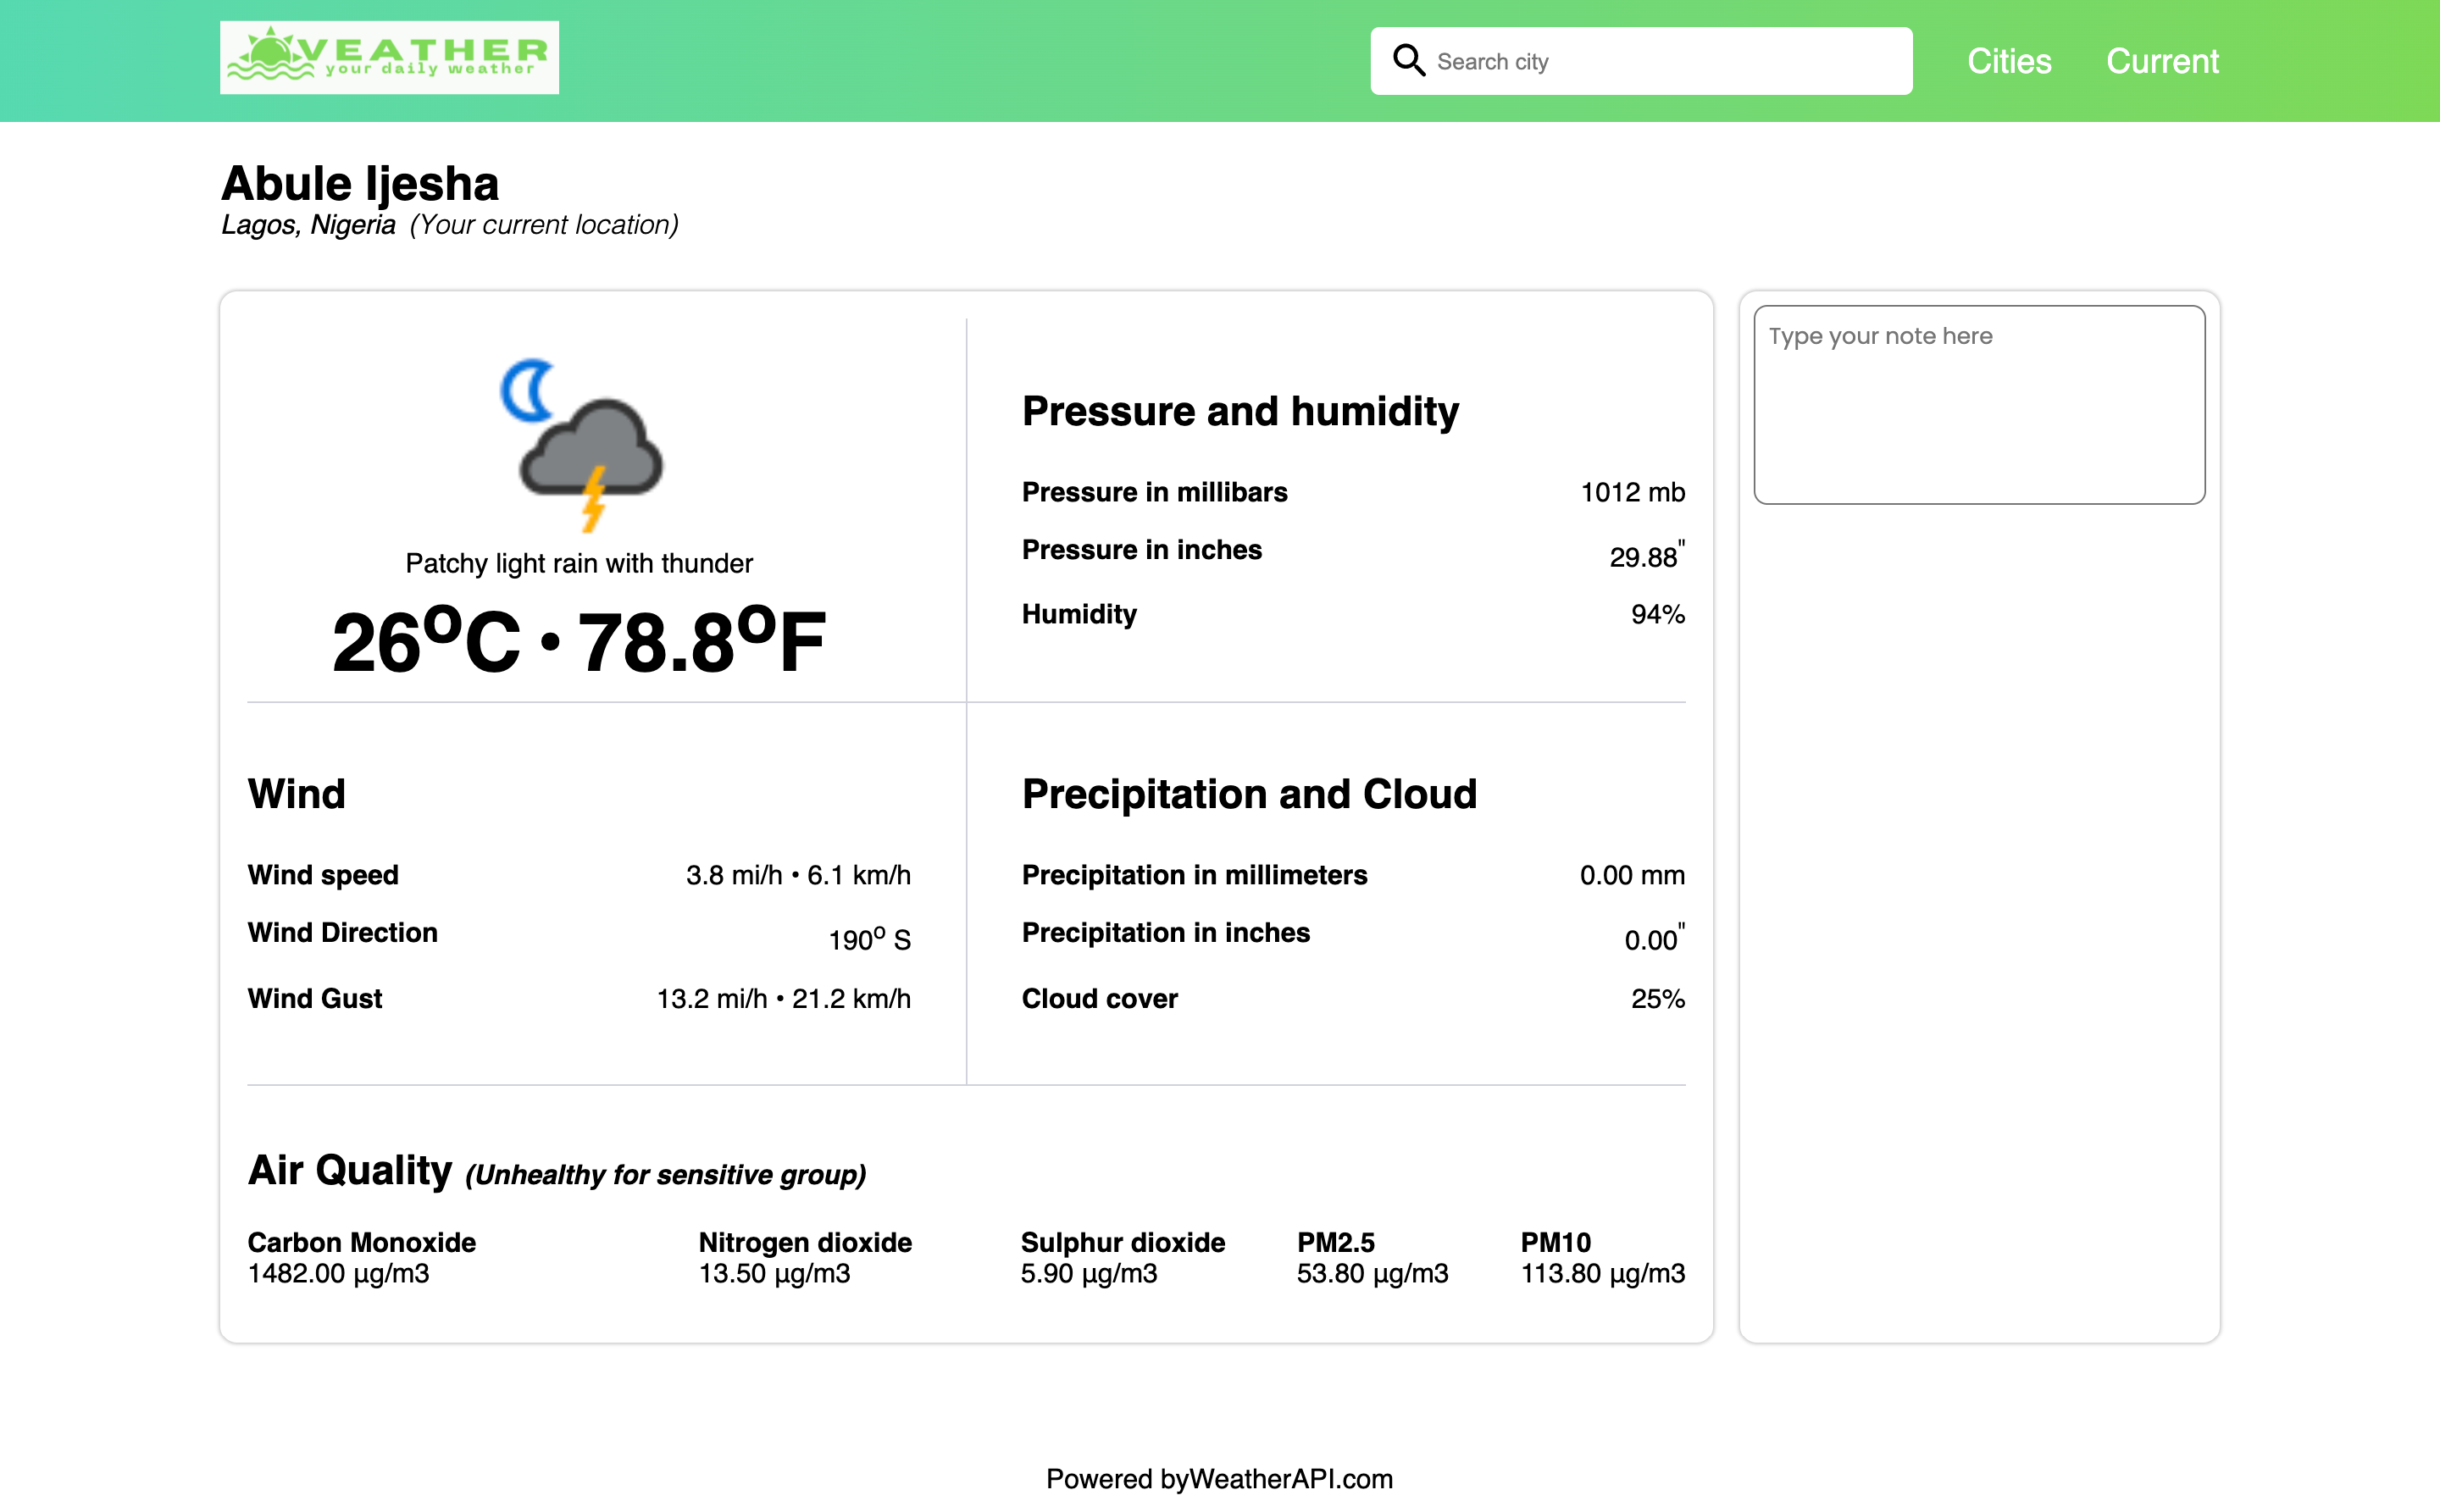 VEATHER
your daily weather
Search city
Cities
Current
Abule Ijesha
Lagos, Nigeria (Your current location)
Patchy light rain with thunder
26ºC • 78.8ºF
Pressure and humidity
Pressure in millibars 1012 mb
Pressure in inches 29.88"
Humidity 94%
Wind
Wind speed 3.8 mi/h • 6.1 km/h
Wind Direction 190º S
Wind Gust 13.2 mi/h • 21.2 km/h
Precipitation and Cloud
Precipitation in millimeters 0.00 mm
Precipitation in inches 0.00"
Cloud cover 25%
Air Quality (Unhealthy for sensitive group)
Carbon Monoxide
1482.00 µg/m3
Nitrogen dioxide
13.50 µg/m3
Sulphur dioxide
5.90 µg/m3
PM2.5
53.80 µg/m3
PM10
113.80 µg/m3
Type your note here
Powered byWeatherAPI.com